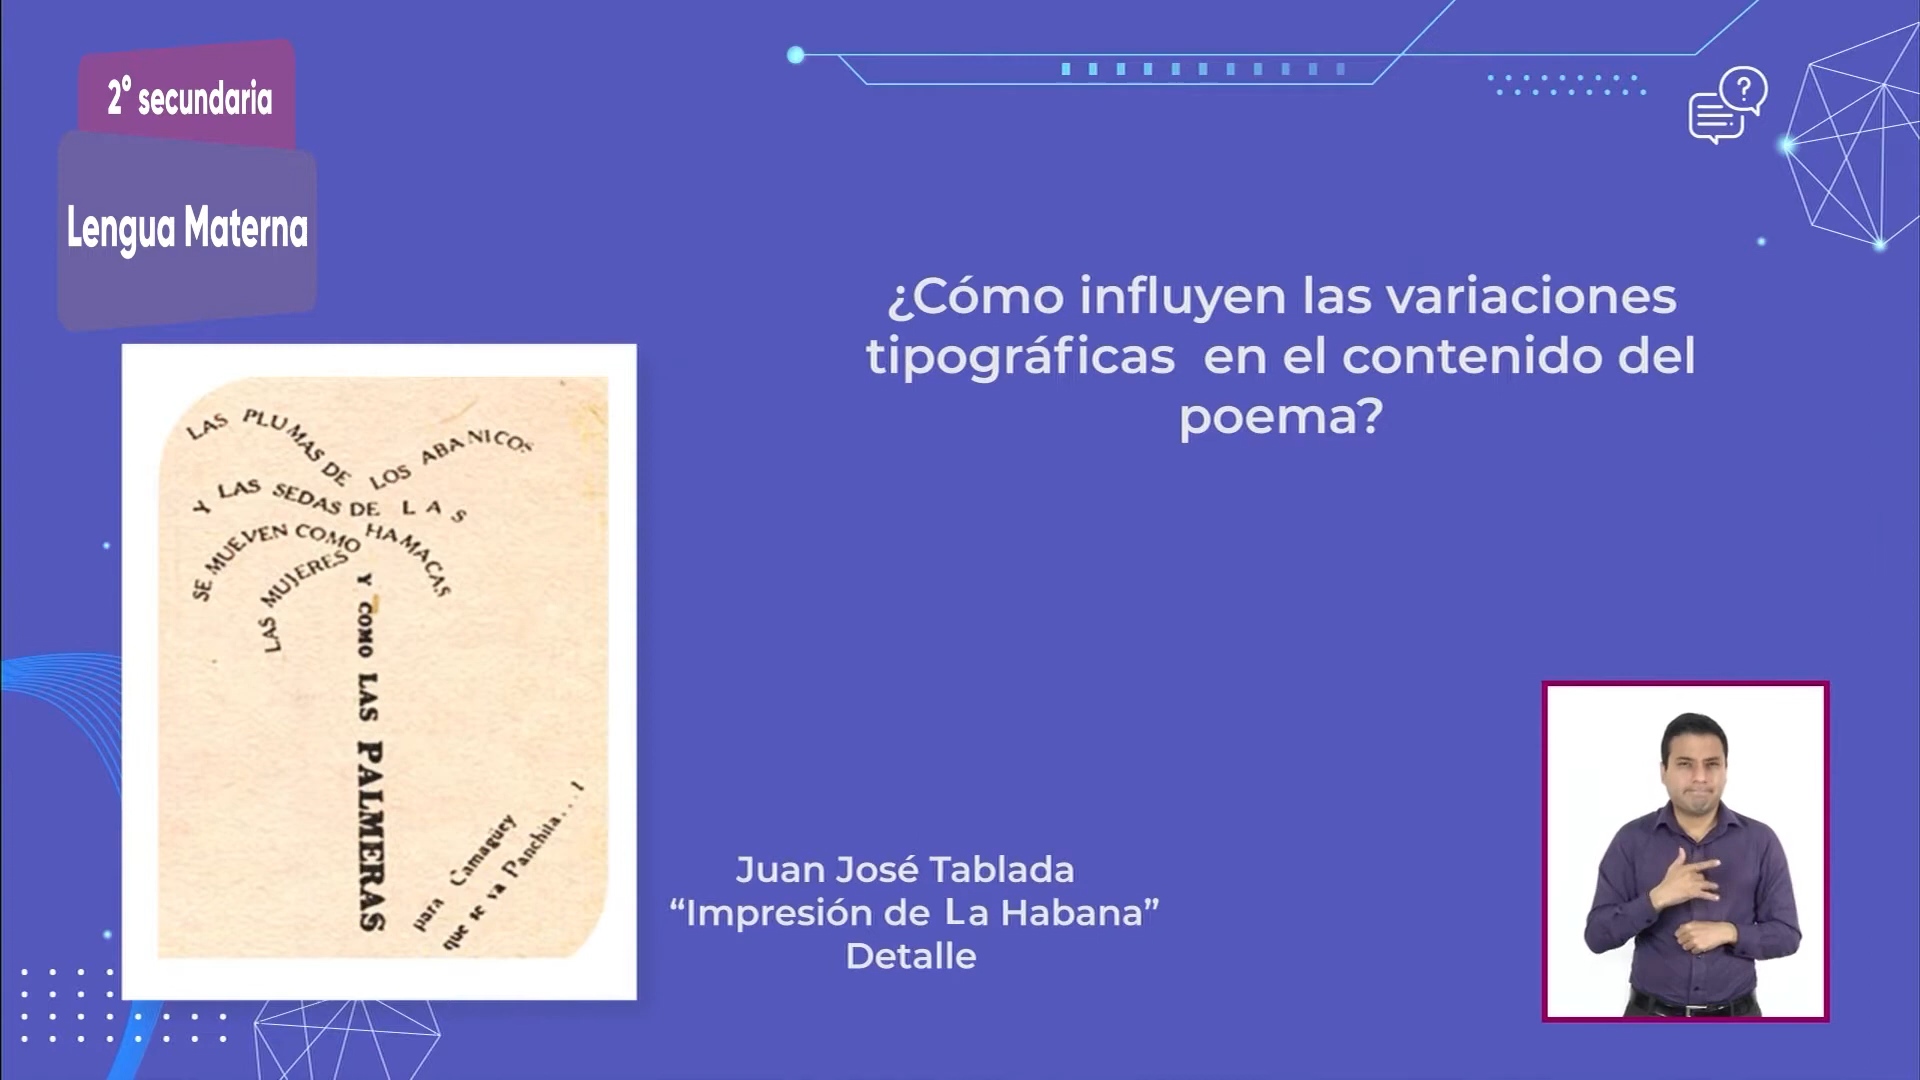 2° secundaria
Lengua Materna
¿Cómo influyen las variaciones
tipográficas en el contenido del
poema?
LAS PLUMAS DE LOS ABANICOS
Y LAS SEDAS DE LAS
HAMACAS
SE MUEVEN COMO
LAS MUJERES
Y COMO LAS PALMERAS
para Camagüey
que se va Panchita...!
Juan José Tablada
“Impresión de La Habana”
Detalle